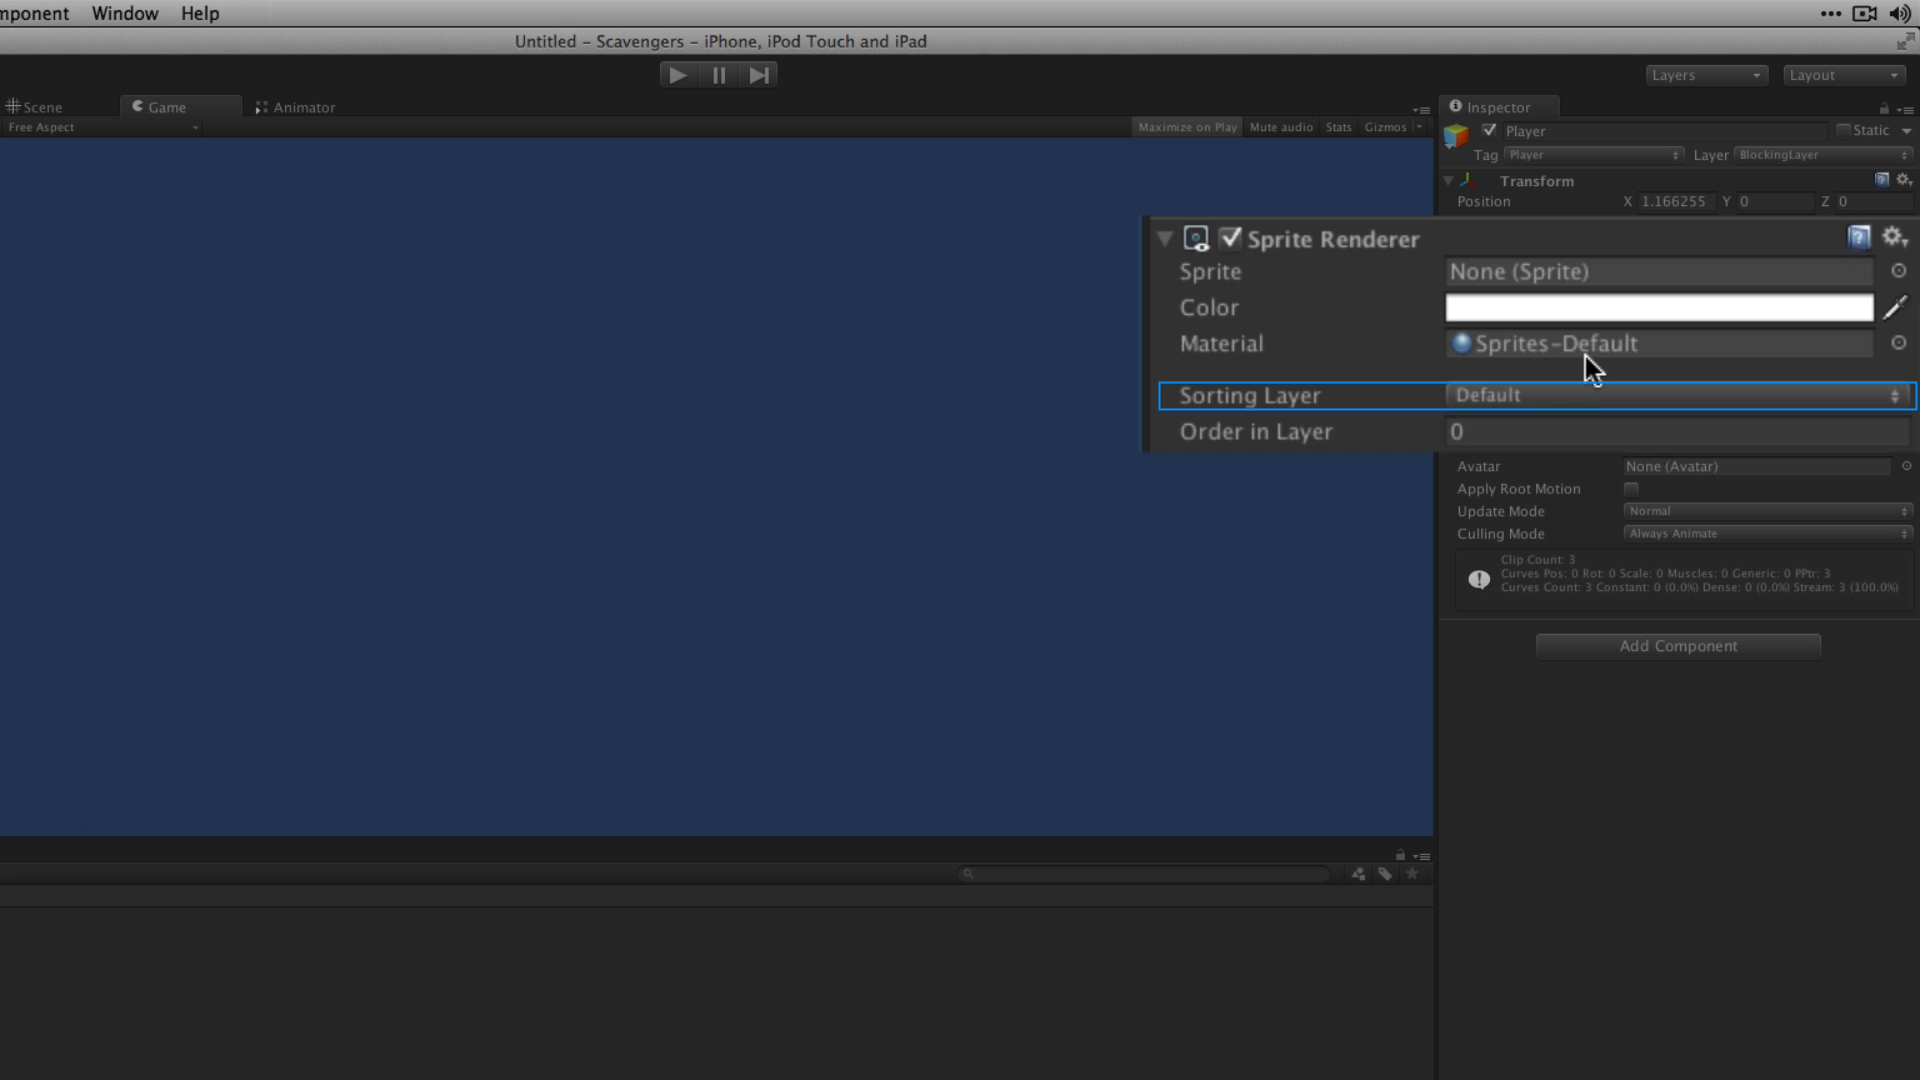 mponent Window Help
Untitled – Scavengers – iPhone, iPod Touch and iPad
Layers Layout
Scene Game Animator
Inspector
Free Aspect
Maximize on Play Mute audio Stats Gizmos
Player Static
Tag Player Layer BlockingLayer
Transform
Position X 1.166255 Y 0 Z 0
Sprite Renderer
Sprite None (Sprite)
Color
Material Sprites-Default
Sorting Layer Default
Order in Layer 0
Avatar None (Avatar)
Apply Root Motion
Update Mode Normal
Culling Mode Always Animate
Clip Count: 3
Curves Pos: 0 Rot: 0 Scale: 0 Muscles: 0 Generic: 0 PPtr: 3
Curves Count: 3 Constant: 0 (0.0%) Dense: 0 (0.0%) Stream: 3 (100.0%)
Add Component